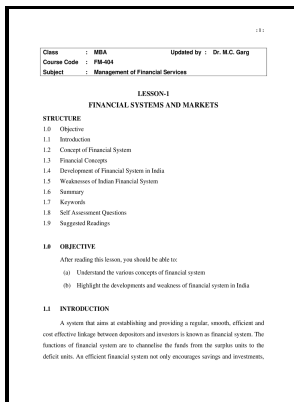 : 1 :
Class : MBA Updated by : Dr. M.C. Garg
Course Code : FM-404
Subject : Management of Financial Services
LESSON-1
FINANCIAL SYSTEMS AND MARKETS
STRUCTURE
1.0 Objective
1.1 Introduction
1.2 Concept of Financial System
1.3 Financial Concepts
1.4 Development of Financial System in India
1.5 Weaknesses of Indian Financial System
1.6 Summary
1.7 Keywords
1.8 Self Assessment Questions
1.9 Suggested Readings
1.0 OBJECTIVE
After reading this lesson, you should be able to:
(a) Understand the various concepts of financial system
(b) Highlight the developments and weakness of financial system in India
1.1 INTRODUCTION
A system that aims at establishing and providing a regular, smooth, efficient and
cost effective linkage between depositors and investors is known as financial system. The
functions of financial system are to channelise the funds from the surplus units to the
deficit units. An efficient financial system not only encourages savings and investments,